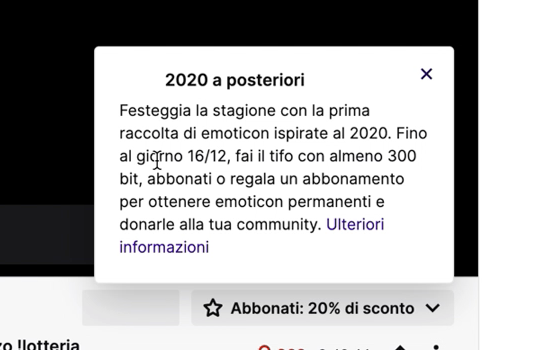 2020 a posteriori
Festeggia la stagione con la prima
raccolta di emoticon ispirate al 2020. Fino
al giorno 16/12, fai il tifo con almeno 300
bit, abbonati o regala un abbonamento
per ottenere emoticon permanenti e
donarle alla tua community. Ulteriori
informazioni
Abbonati: 20% di sconto
!lotteria